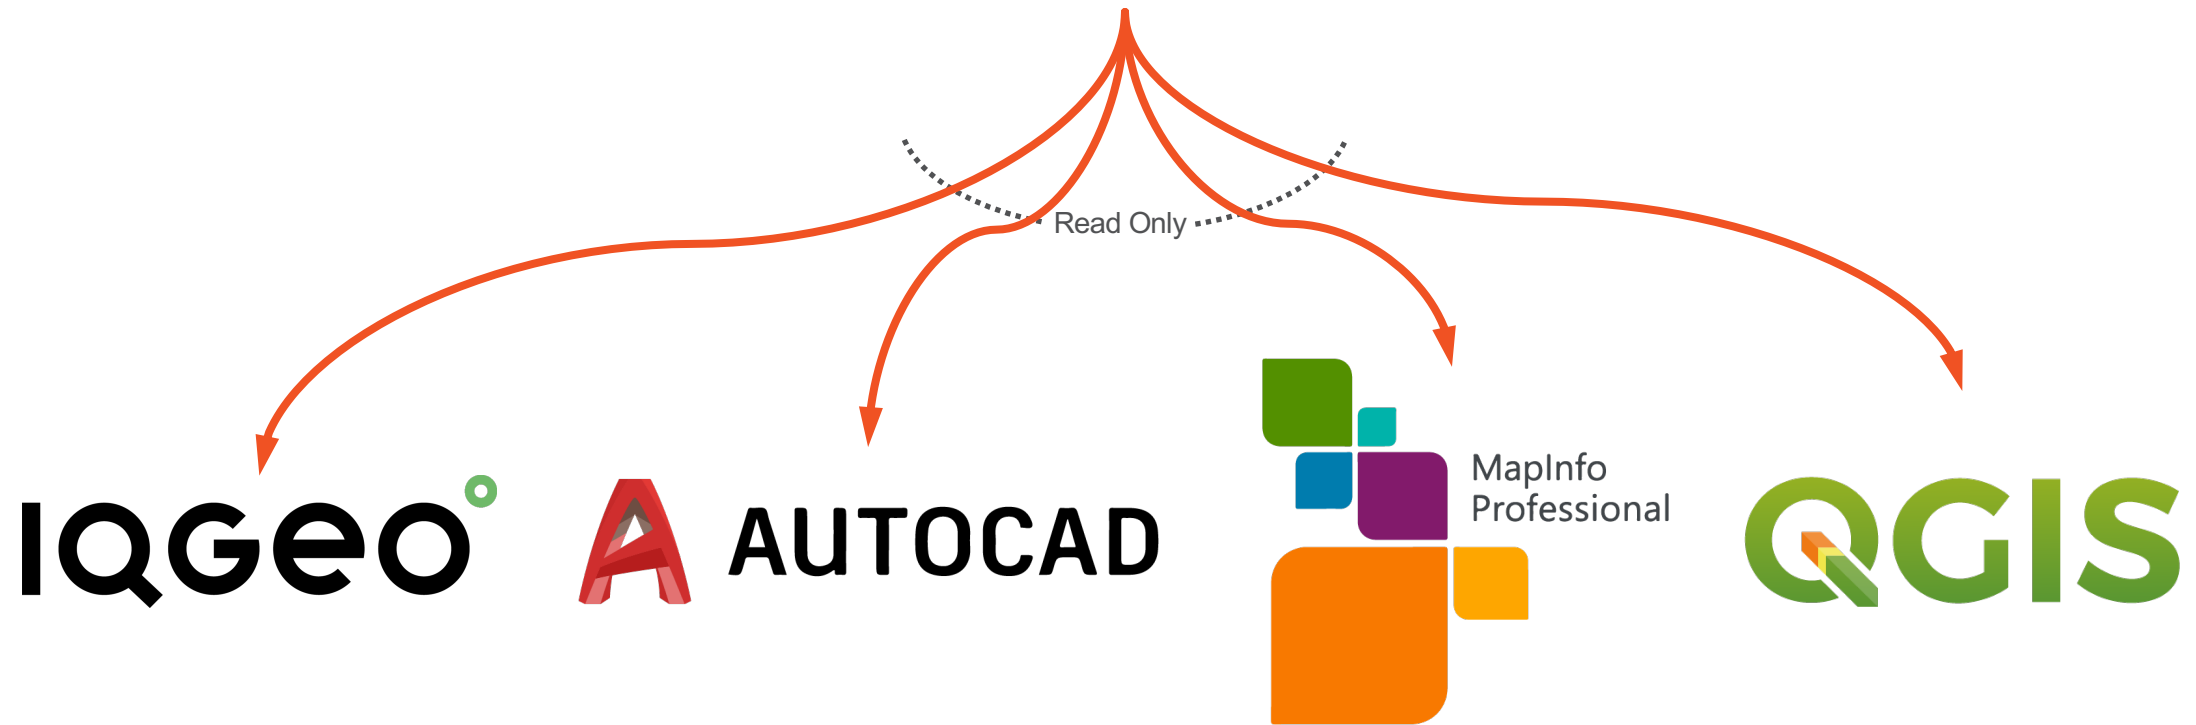 Read Only
IQGeo
AUTOCAD
MapInfo
Professional
QGIS